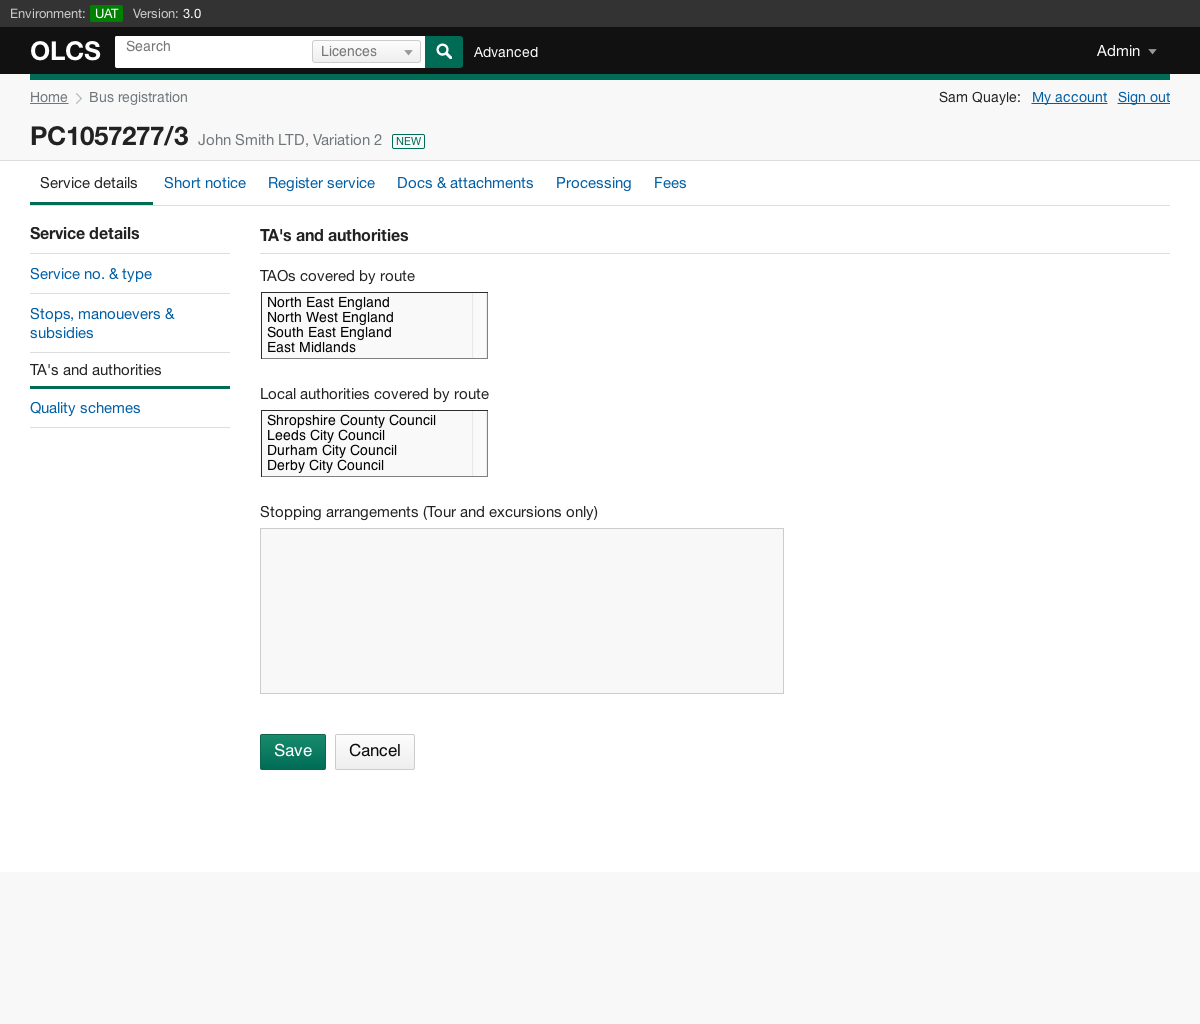 Environment: UAT Version: 3.0
OLCS Search Licences Advanced Admin
Home Bus registration Sam Quayle: My account Sign out
PC1057277/3 John Smith LTD, Variation 2 NEW
Service details Short notice Register service Docs & attachments Processing Fees
Service details
Service no. & type
Stops, manouevers &
subsidies
TA's and authorities
Quality schemes
TA's and authorities
TAOs covered by route
North East England
North West England
South East England
East Midlands
Local authorities covered by route
Shropshire County Council
Leeds City Council
Durham City Council
Derby City Council
Stopping arrangements (Tour and excursions only)
Save Cancel